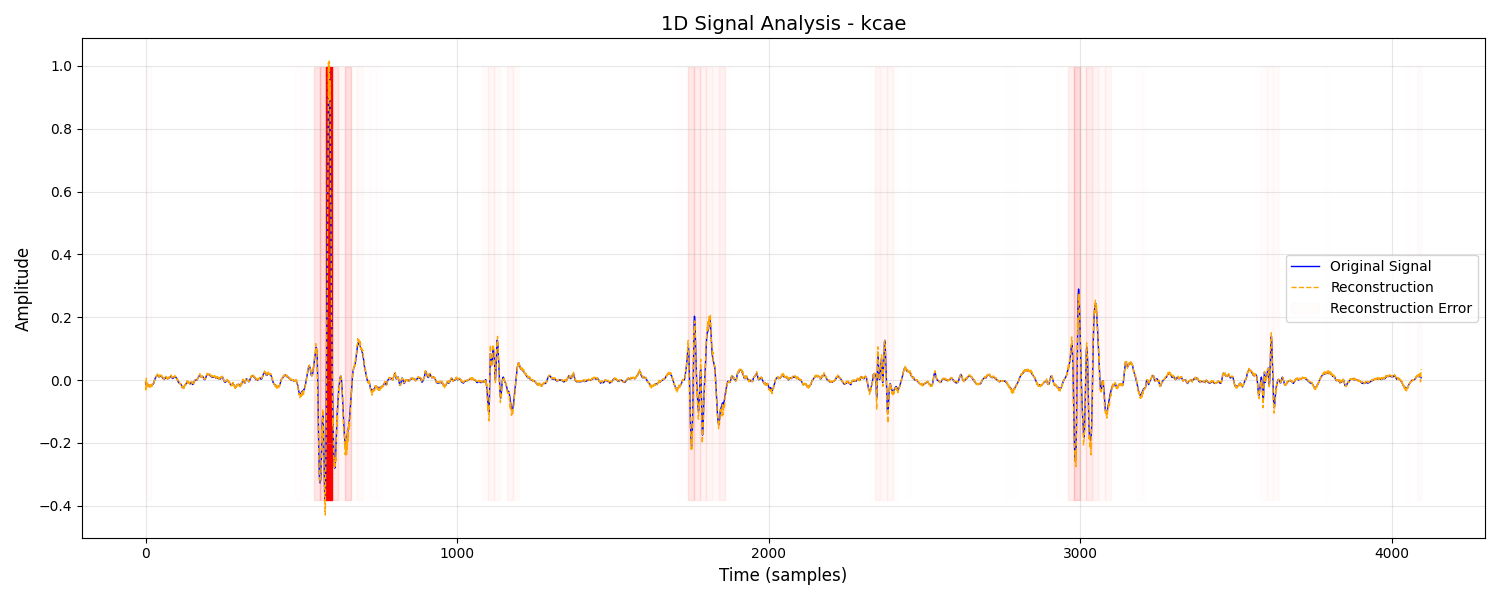 1D Signal Analysis - kcae
1.0
0.8
0.6
0.4
0.2
0.0
−0.2
−0.4
Amplitude
Original Signal
Reconstruction
Reconstruction Error
0
1000
2000
3000
4000
Time (samples)